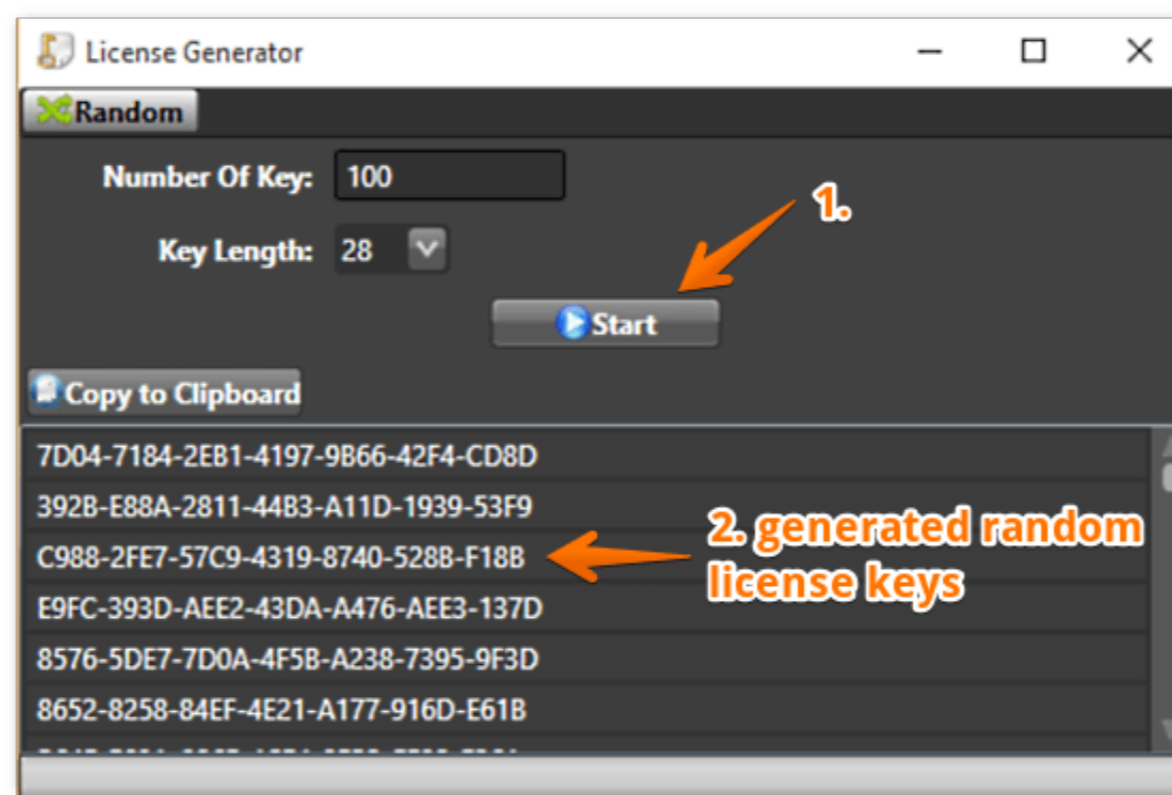 License Generator
Random
Number Of Key: 100
1.
Key Length: 28
Start
Copy to Clipboard
7D04-7184-2EB1-4197-9B66-42F4-CD8D
392B-E88A-2811-44B3-A11D-1939-53F9
C988-2FE7-57C9-4319-8740-528B-F18B
2. generated random
license keys
E9FC-393D-AEE2-43DA-A476-AEE3-137D
8576-5DE7-7D0A-4F5B-A238-7395-9F3D
8652-8258-84EF-4E21-A177-916D-E61B